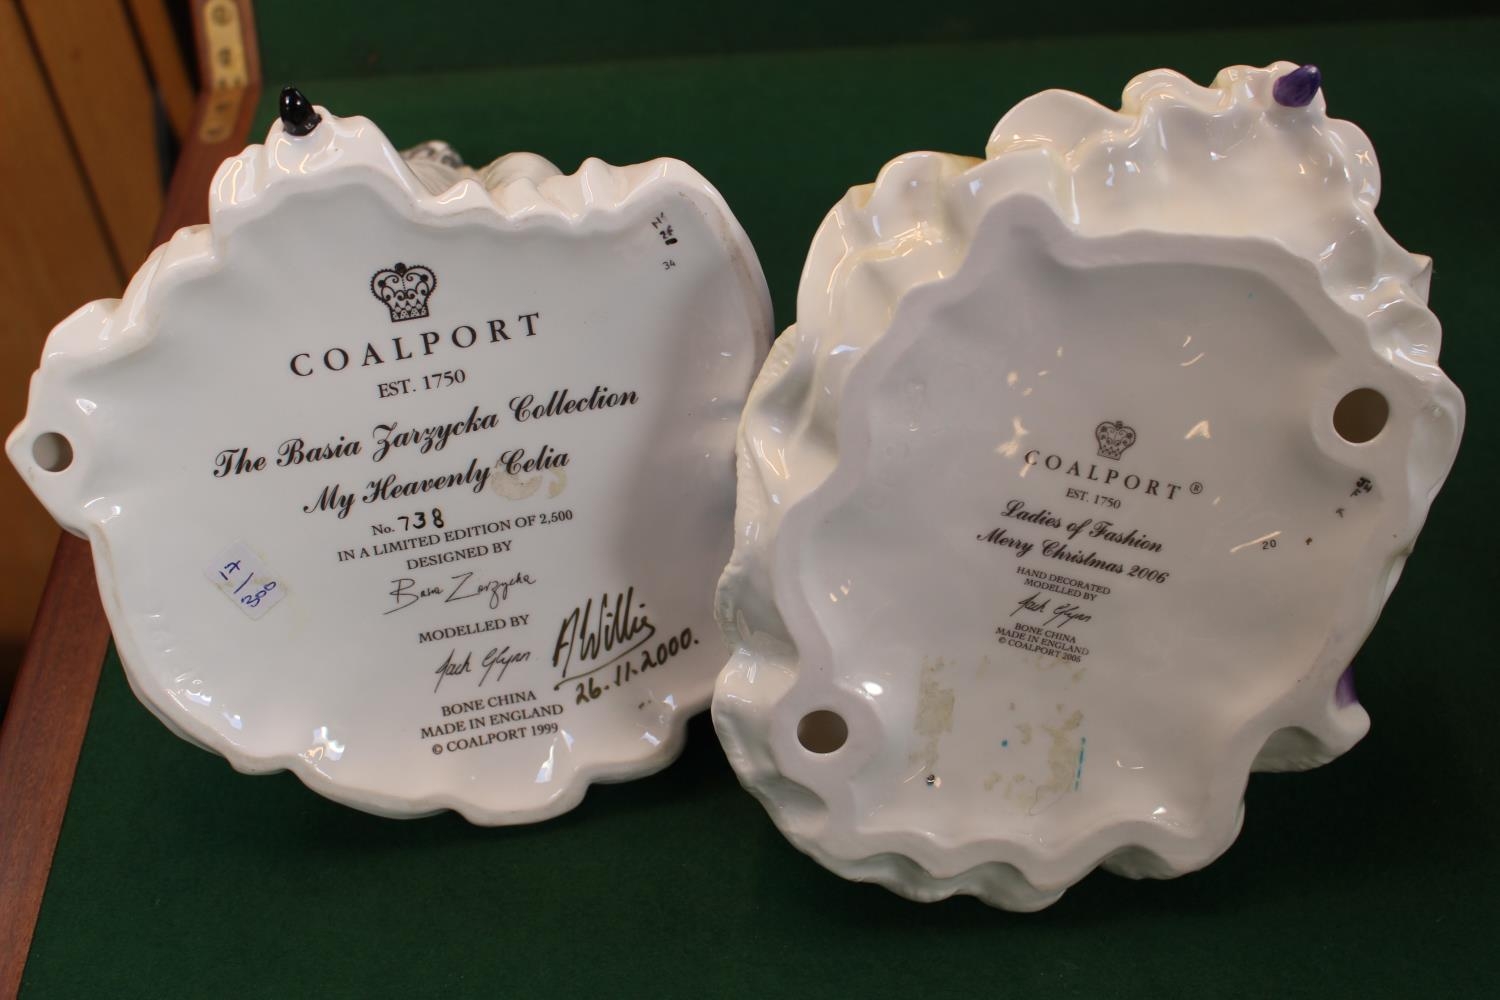 COALPORT
EST. 1750
The Basia Zarzycka Collection
My Heavenly Celia
No. 738
IN A LIMITED EDITION OF 2,500
DESIGNED BY
Basia Zarzycka
MODELLED BY
Jack Glynn
BONE CHINA
MADE IN ENGLAND
© COALPORT 1999
A Willis
26.11.2000.
17/300
34
COALPORT®
EST. 1750
Ladies of Fashion
Merry Christmas 2006
HAND DECORATED
MODELLED BY
Jack Glynn
BONE CHINA
MADE IN ENGLAND
© COALPORT 2005
20